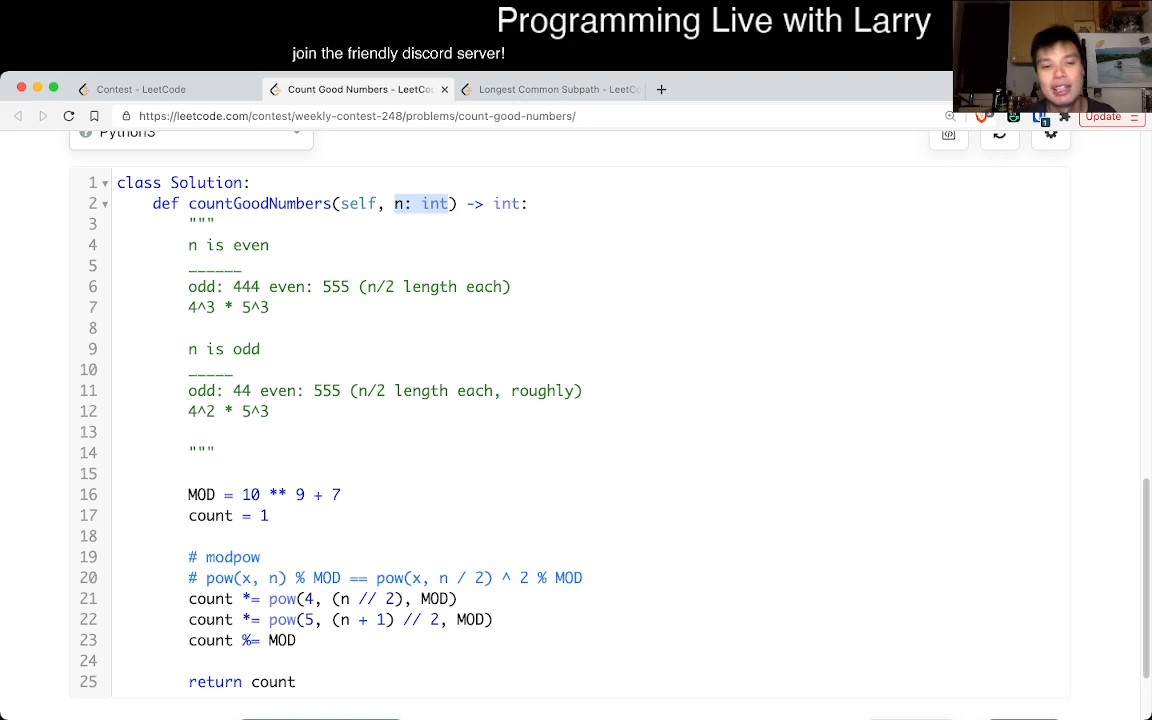 Programming Live with Larry
join the friendly discord server!
Contest - LeetCode
Count Good Numbers - LeetCo
Longest Common Subpath - LeetC
https://leetcode.com/contest/weekly-contest-248/problems/count-good-numbers/
Update
Python3
1 class Solution:
2 def countGoodNumbers(self, n: int) -> int:
3 """
4 n is even
5 ______
6 odd: 444 even: 555 (n/2 length each)
7 4^3 * 5^3
8
9 n is odd
10 _____
11 odd: 44 even: 555 (n/2 length each, roughly)
12 4^2 * 5^3
13
14 """
15
16 MOD = 10 ** 9 + 7
17 count = 1
18
19 # modpow
20 # pow(x, n) % MOD == pow(x, n / 2) ^ 2 % MOD
21 count *= pow(4, (n // 2), MOD)
22 count *= pow(5, (n + 1) // 2, MOD)
23 count %= MOD
24
25 return count